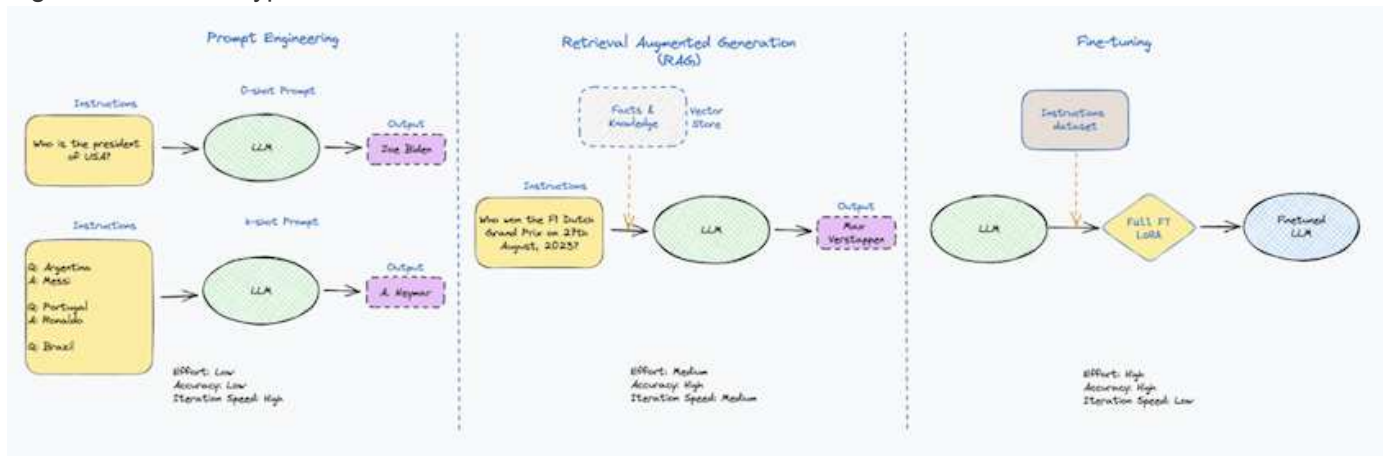 Prompt Engineering
0-shot Prompt
Instructions
Who is the president
of USA?
LLM
Output
Joe Biden
k-shot Prompt
Instructions
Q: Argentina
A: Messi
Q: Portugal
A: Ronaldo
Q: Brazil
LLM
Output
A. Neymar
Effort: Low
Accuracy: Low
Iteration Speed: High
Retrieval Augmented Generation
(RAG)
Facts &
Knowledge
Vector
Store
Instructions
Who won the F1 Dutch
Grand Prix on 27th
August, 2023?
LLM
Output
Max
Verstappen
Effort: Medium
Accuracy: High
Iteration Speed: Medium
Fine-tuning
Instructions
dataset
LLM
Full FT
LoRA
Finetuned
LLM
Effort: High
Accuracy: High
Iteration Speed: Low